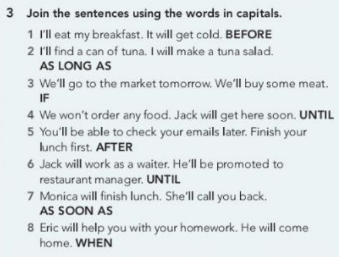 3 Join the sentences using the words in capitals.
1 I'll eat my breakfast. It will get cold. BEFORE
2 I'll find a can of tuna. I will make a tuna salad.
AS LONG AS
3 We'll go to the market tomorrow. We'll buy some meat.
IF
4 We won't order any food. Jack will get here soon. UNTIL
5 You'll be able to check your emails later. Finish your
lunch first. AFTER
6 Jack will work as a waiter. He'll be promoted to
restaurant manager. UNTIL
7 Monica will finish lunch. She'll call you back.
AS SOON AS
8 Eric will help you with your homework. He will come
home. WHEN